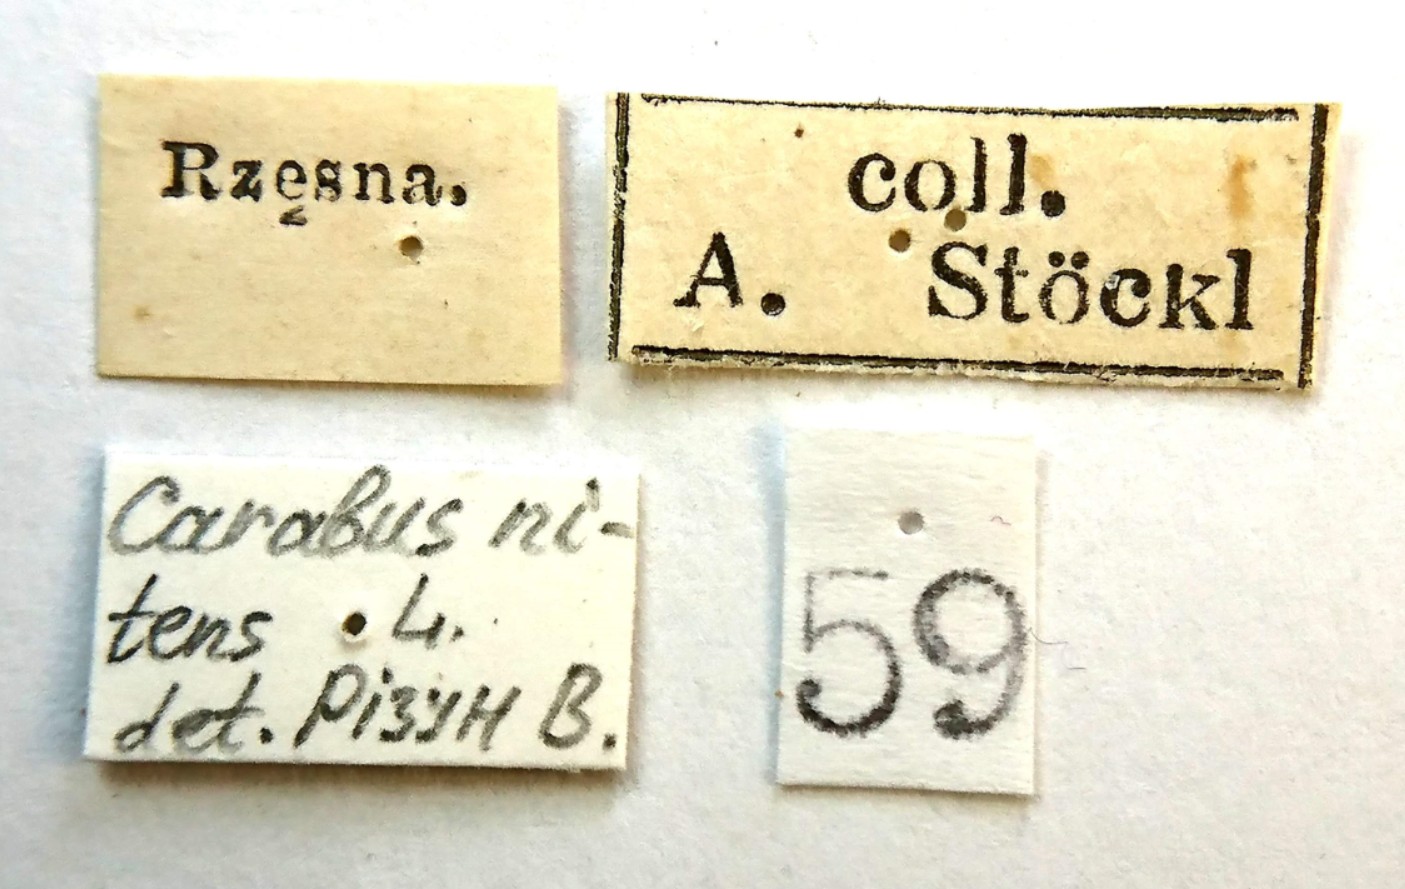 Rzęsna.
coll.
A. Stöckl
Carabus ni-
tens L.
det. Різун В.
59